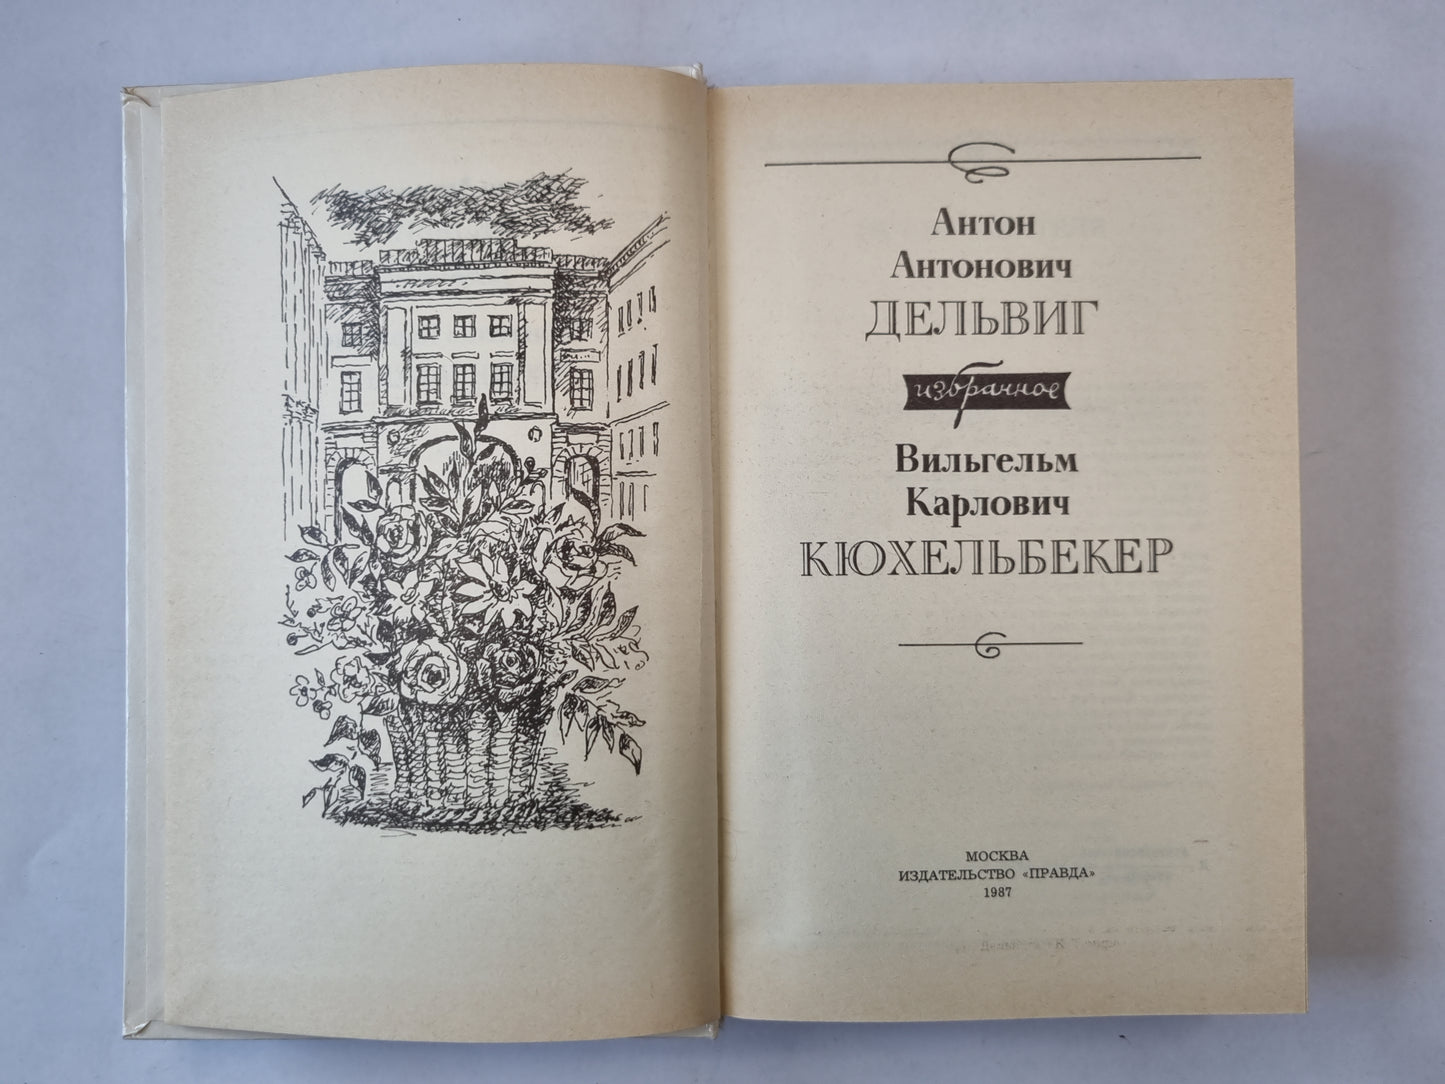 Антон
Антонович
ДЕЛЬВИГ
избранное
Вильгельм
Карлович
КЮХЕЛЬБЕКЕР
МОСКВА
ИЗДАТЕЛЬСТВО «ПРАВДА»
1987